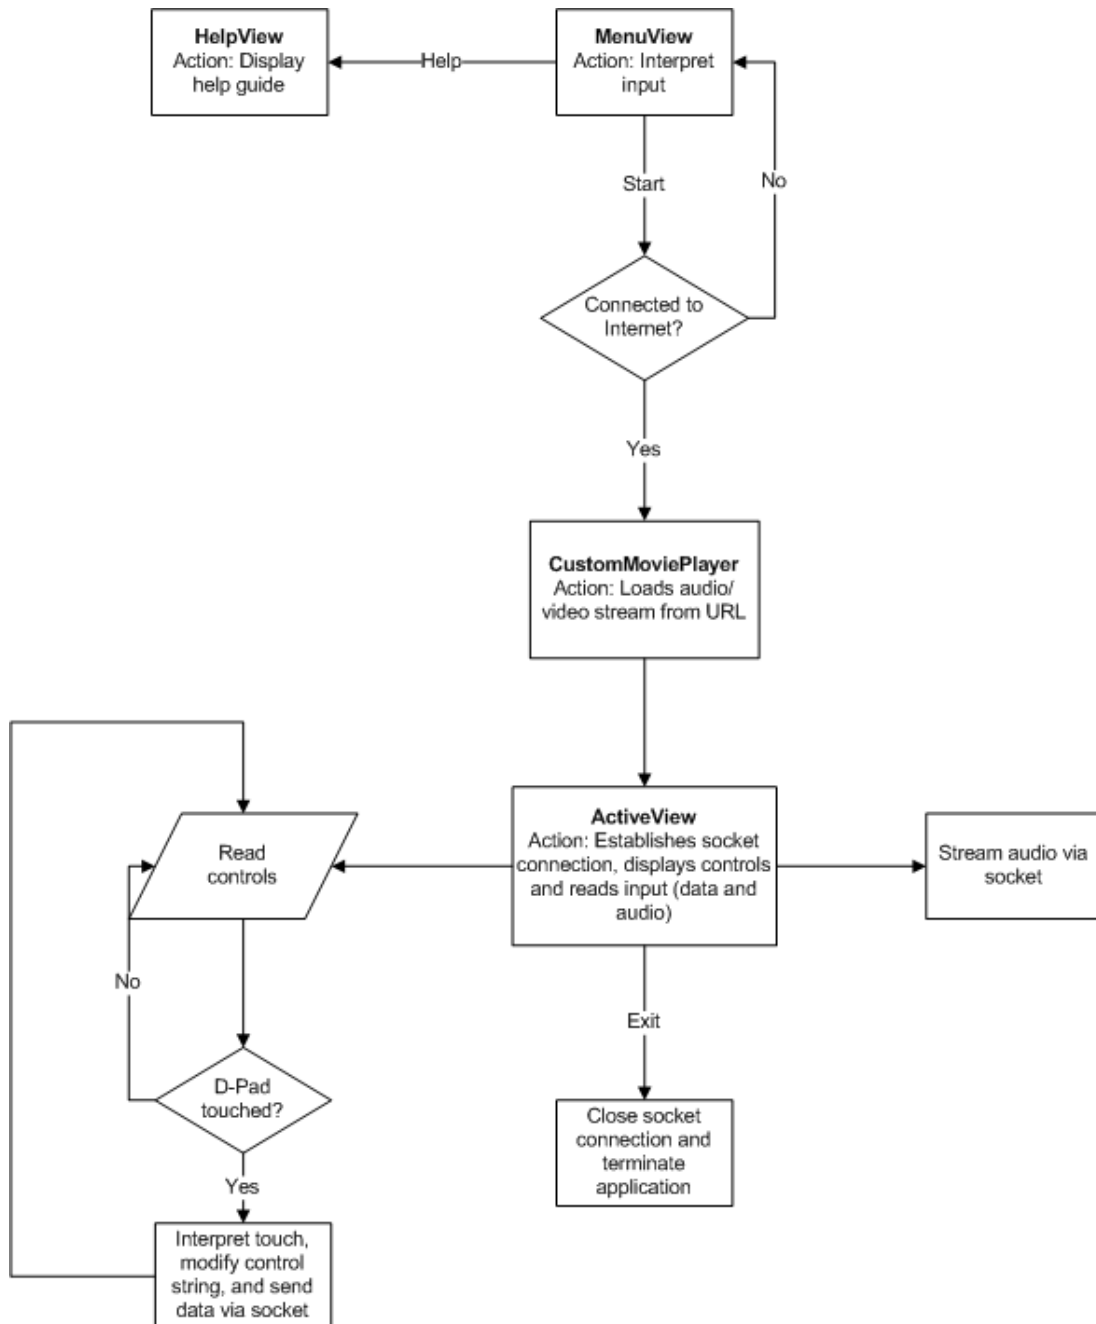 HelpView
Action: Display
help guide
Help
MenuView
Action: Interpret
input
Start
No
Connected to
Internet?
Yes
CustomMoviePlayer
Action: Loads audio/
video stream from URL
Read
controls
ActiveView
Action: Establishes socket
connection, displays controls
and reads input (data and
audio)
Stream audio via
socket
No
Exit
D-Pad
touched?
Close socket
connection and
terminate
application
Yes
Interpret touch,
modify control
string, and send
data via socket